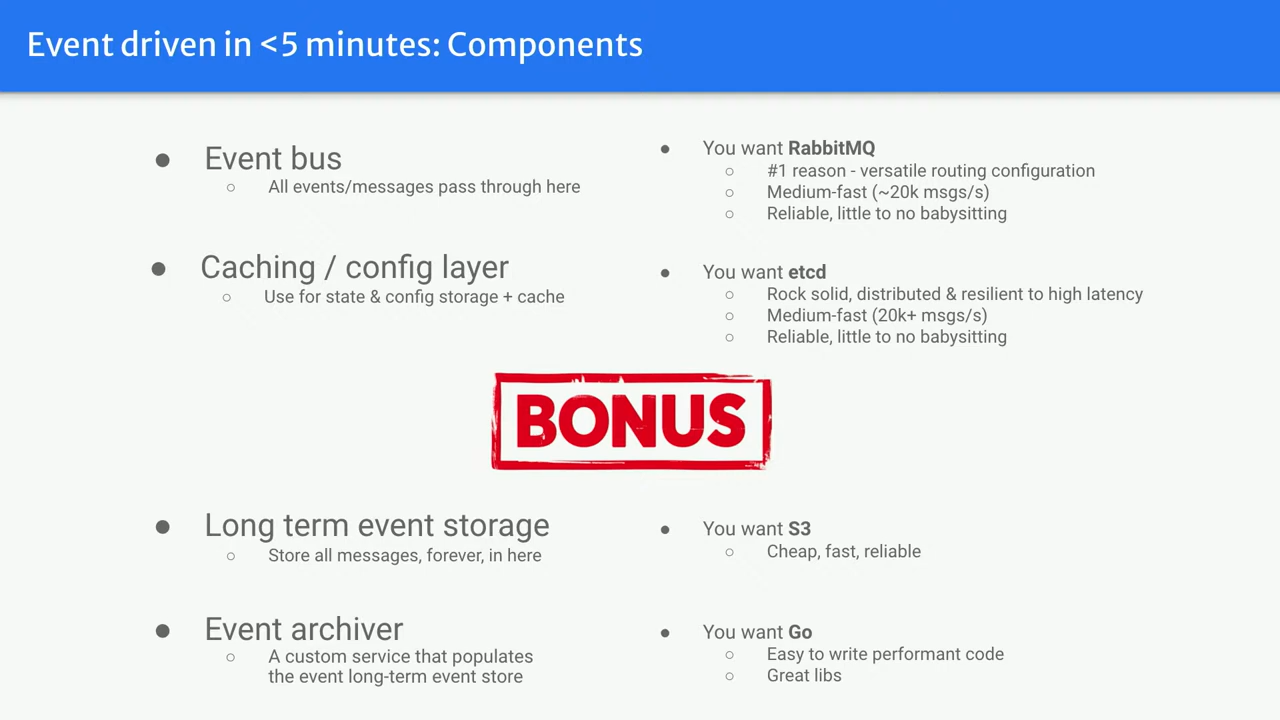 Event driven in <5 minutes: Components
● Event bus
○ All events/messages pass through here
● You want RabbitMQ
○ #1 reason - versatile routing configuration
○ Medium-fast (~20k msgs/s)
○ Reliable, little to no babysitting
● Caching / config layer
○ Use for state & config storage + cache
● You want etcd
○ Rock solid, distributed & resilient to high latency
○ Medium-fast (20k+ msgs/s)
○ Reliable, little to no babysitting
BONUS
● Long term event storage
○ Store all messages, forever, in here
● You want S3
○ Cheap, fast, reliable
● Event archiver
○ A custom service that populates
the event long-term event store
● You want Go
○ Easy to write performant code
○ Great libs